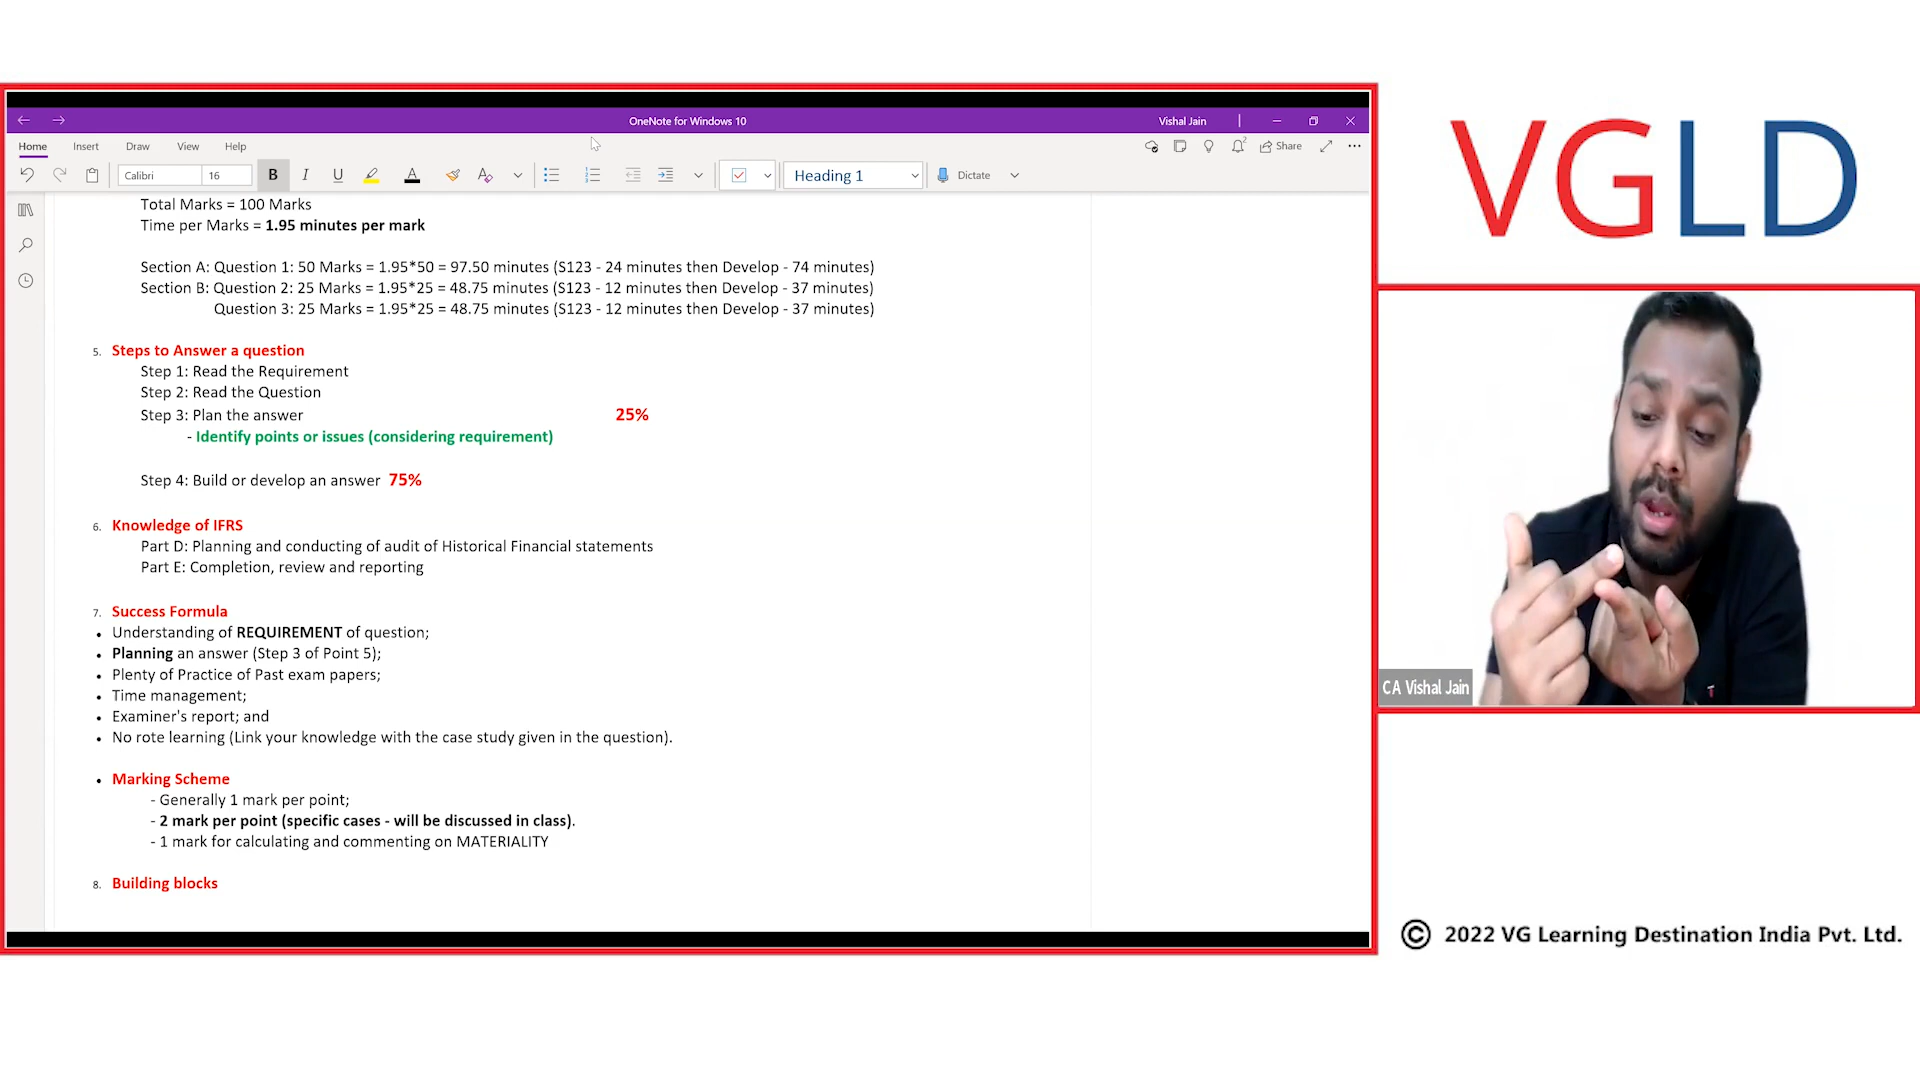 OneNote for Windows 10
Vishal Jain
Home Insert Draw View Help
Share
Calibri 16 B I U A Heading 1 Dictate
Total Marks = 100 Marks
Time per Marks = 1.95 minutes per mark
Section A: Question 1: 50 Marks = 1.95*50 = 97.50 minutes (S123 - 24 minutes then Develop - 74 minutes)
Section B: Question 2: 25 Marks = 1.95*25 = 48.75 minutes (S123 - 12 minutes then Develop - 37 minutes)
Question 3: 25 Marks = 1.95*25 = 48.75 minutes (S123 - 12 minutes then Develop - 37 minutes)
5. Steps to Answer a question
Step 1: Read the Requirement
Step 2: Read the Question
Step 3: Plan the answer 25%
- Identify points or issues (considering requirement)
Step 4: Build or develop an answer 75%
6. Knowledge of IFRS
Part D: Planning and conducting of audit of Historical Financial statements
Part E: Completion, review and reporting
7. Success Formula
• Understanding of REQUIREMENT of question;
• Planning an answer (Step 3 of Point 5);
• Plenty of Practice of Past exam papers;
• Time management;
• Examiner's report; and
• No rote learning (Link your knowledge with the case study given in the question).
• Marking Scheme
- Generally 1 mark per point;
- 2 mark per point (specific cases - will be discussed in class).
- 1 mark for calculating and commenting on MATERIALITY
8. Building blocks
VGLD
CA Vishal Jain
© 2022 VG Learning Destination India Pvt. Ltd.